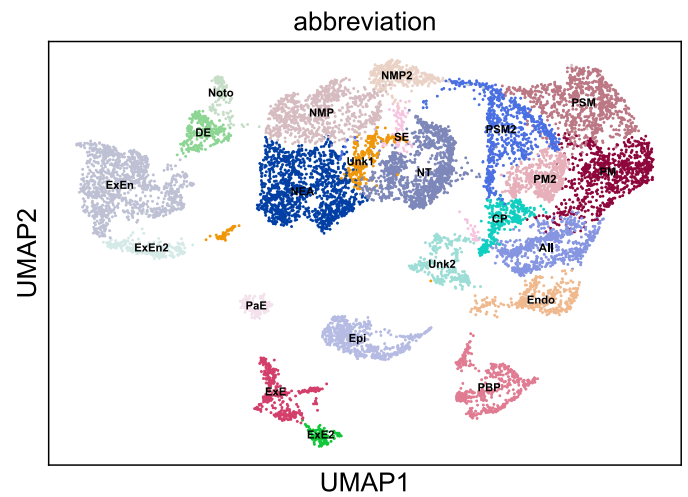 abbreviation
NMP2
Noto
PSM
NMP
DE
PSM2
SE
Unk1
NT
PM
PM2
ExEn
NEA
CP
ExEn2
All
Unk2
PaE
Endo
Epi
PBP
ExE
ExE2
UMAP1
UMAP2